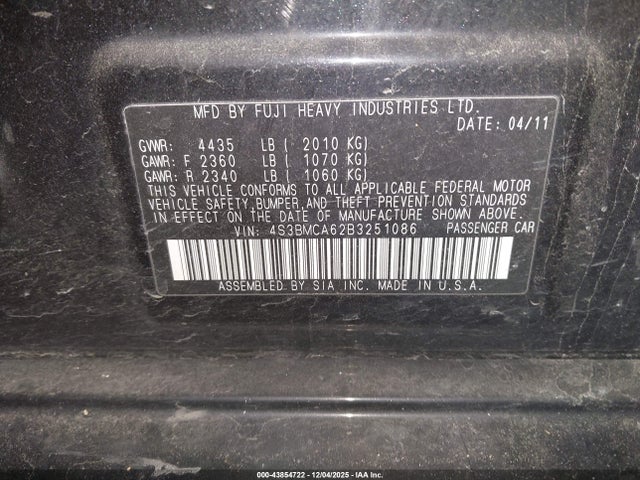 MFD BY FUJI HEAVY INDUSTRIES LTD.
DATE: 04/11
GVWR: 4435 LB ( 2010 KG)
GAWR: F 2360 LB ( 1070 KG)
GAWR: R 2340 LB ( 1060 KG)
THIS VEHICLE CONFORMS TO ALL APPLICABLE FEDERAL MOTOR
VEHICLE SAFETY, BUMPER, AND THEFT PREVENTION STANDARDS
IN EFFECT ON THE DATE OF MANUFACTURE SHOWN ABOVE.
VIN: 4S3BMCA62B3251086 PASSENGER CAR
ASSEMBLED BY SIA INC. MADE IN U.S.A.
000-43854722 - 12/04/2025 - IAA Inc.